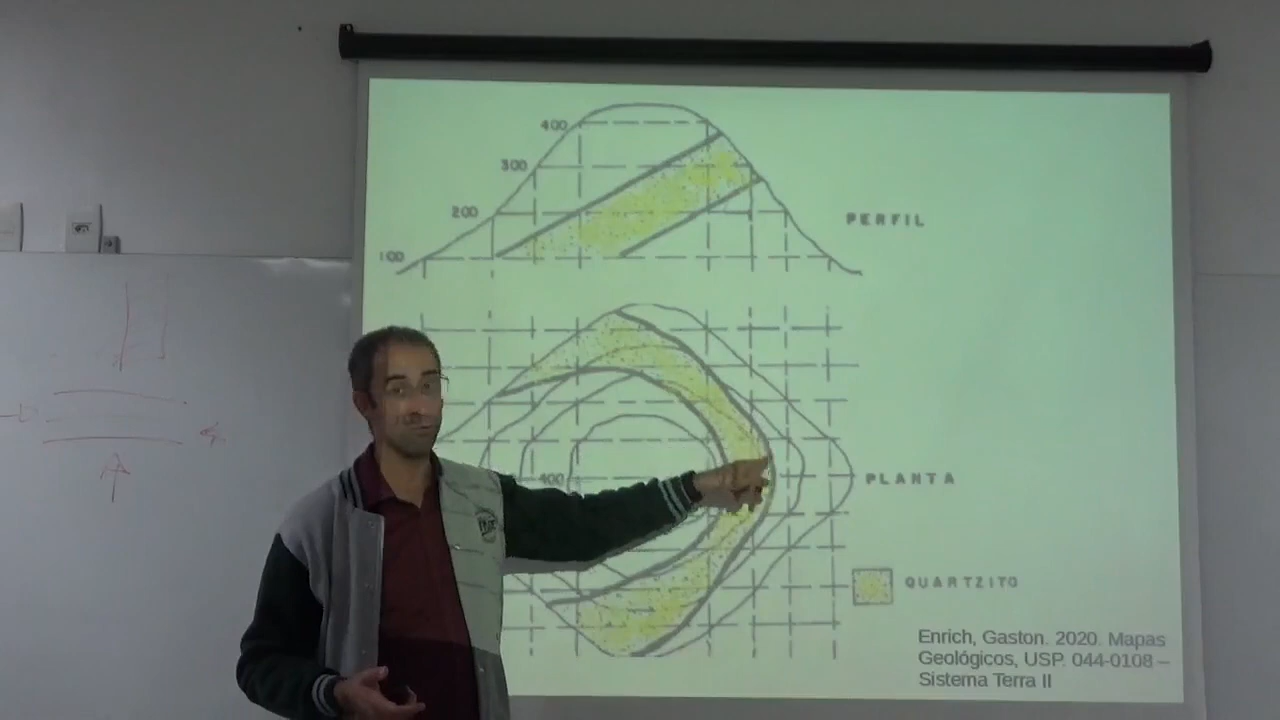 400
300
200
PERFIL
100
400
PLANTA
QUARTZITO
Enrich, Gaston. 2020. Mapas
Geológicos, USP. 044-0108 –
Sistema Terra II